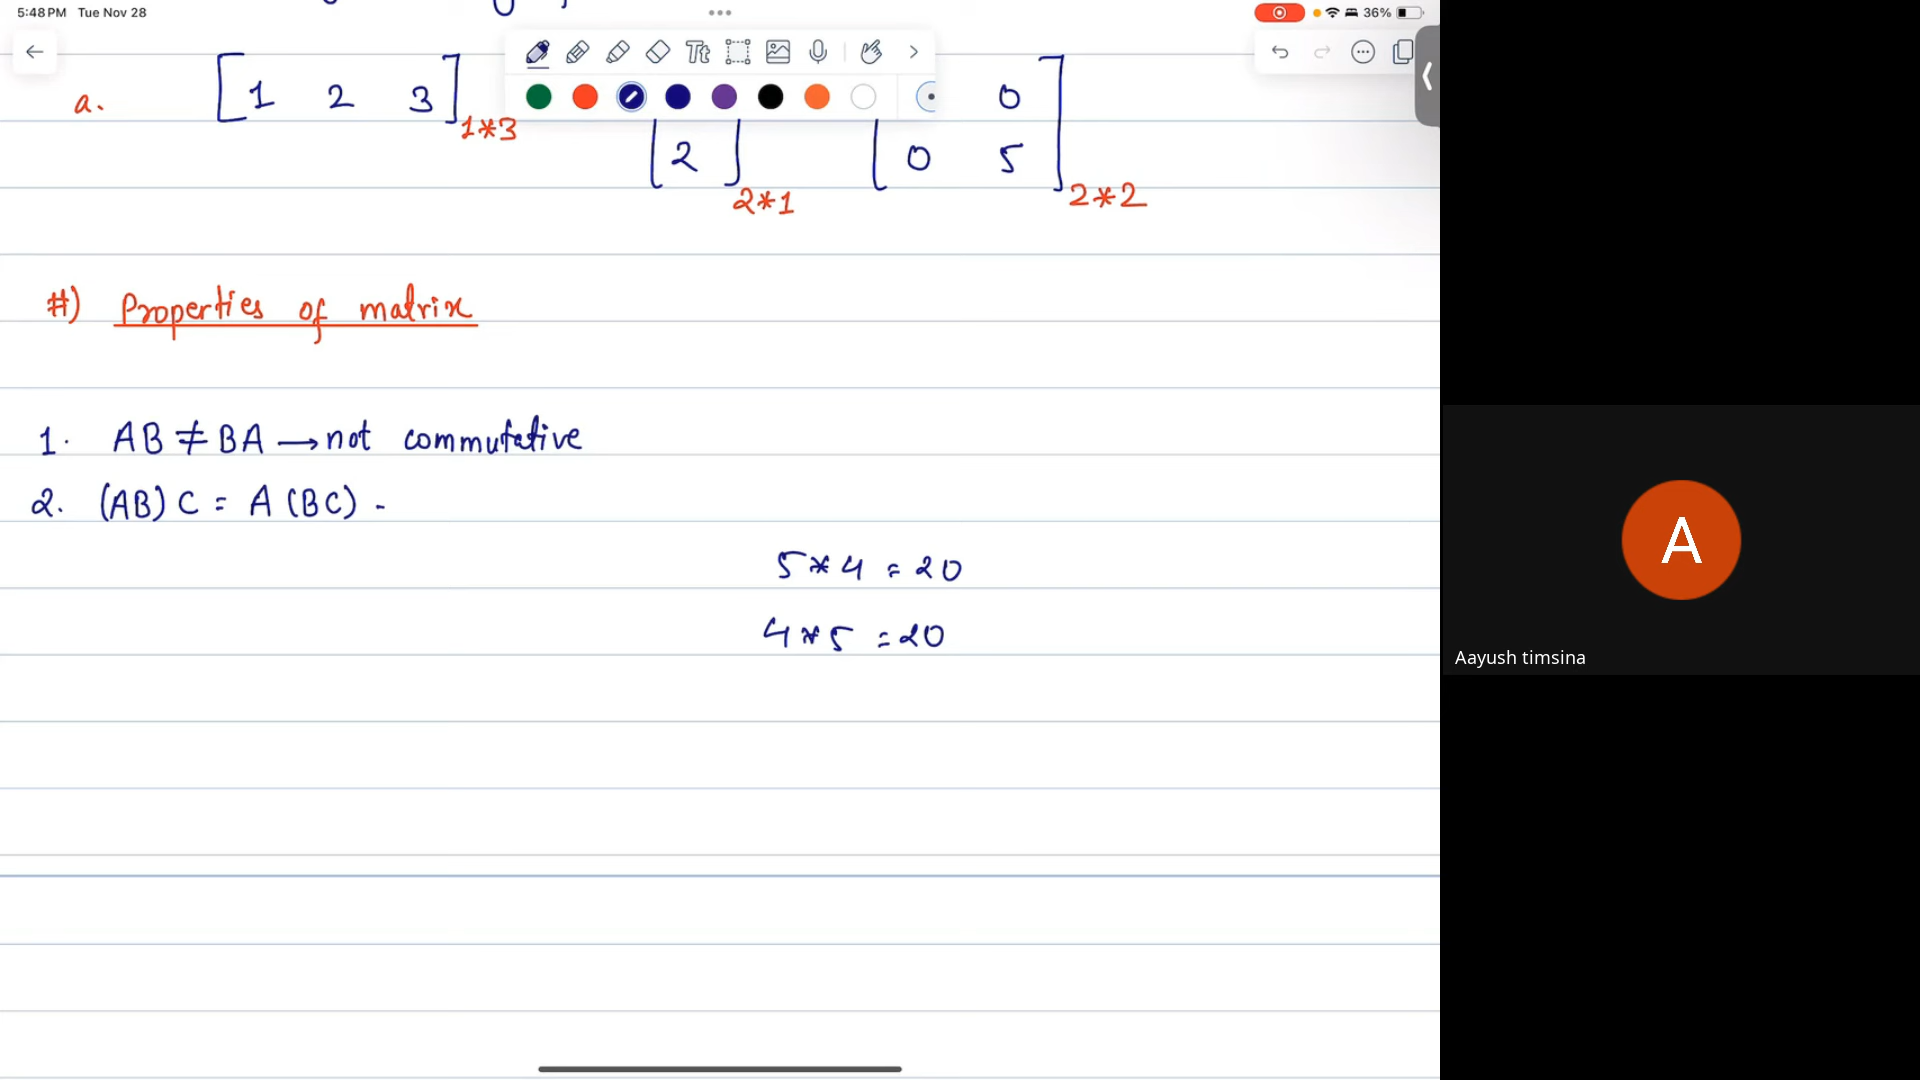 5:48 PM Tue Nov 28
36%
Tt
a. [1 2 3] 1*3
0
[2] 2*1
[0 5] 2*2
#) Properties of matrix
1. AB ≠ BA → not commutative
2. (AB) C = A (BC) -
5 * 4 = 20
4 * 5 = 20
A
Aayush timsina